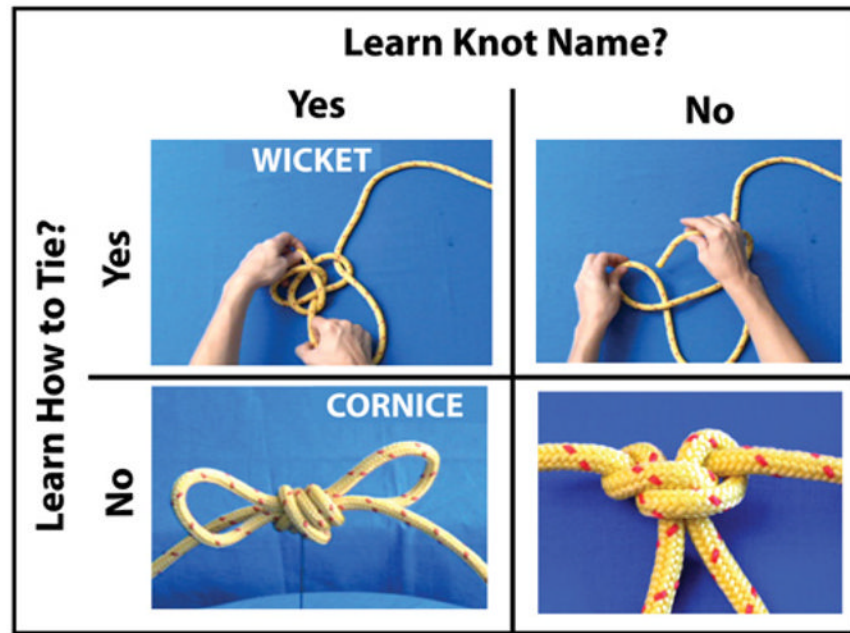 Learn Knot Name?
Yes
No
Learn How to Tie?
Yes
WICKET
No
CORNICE